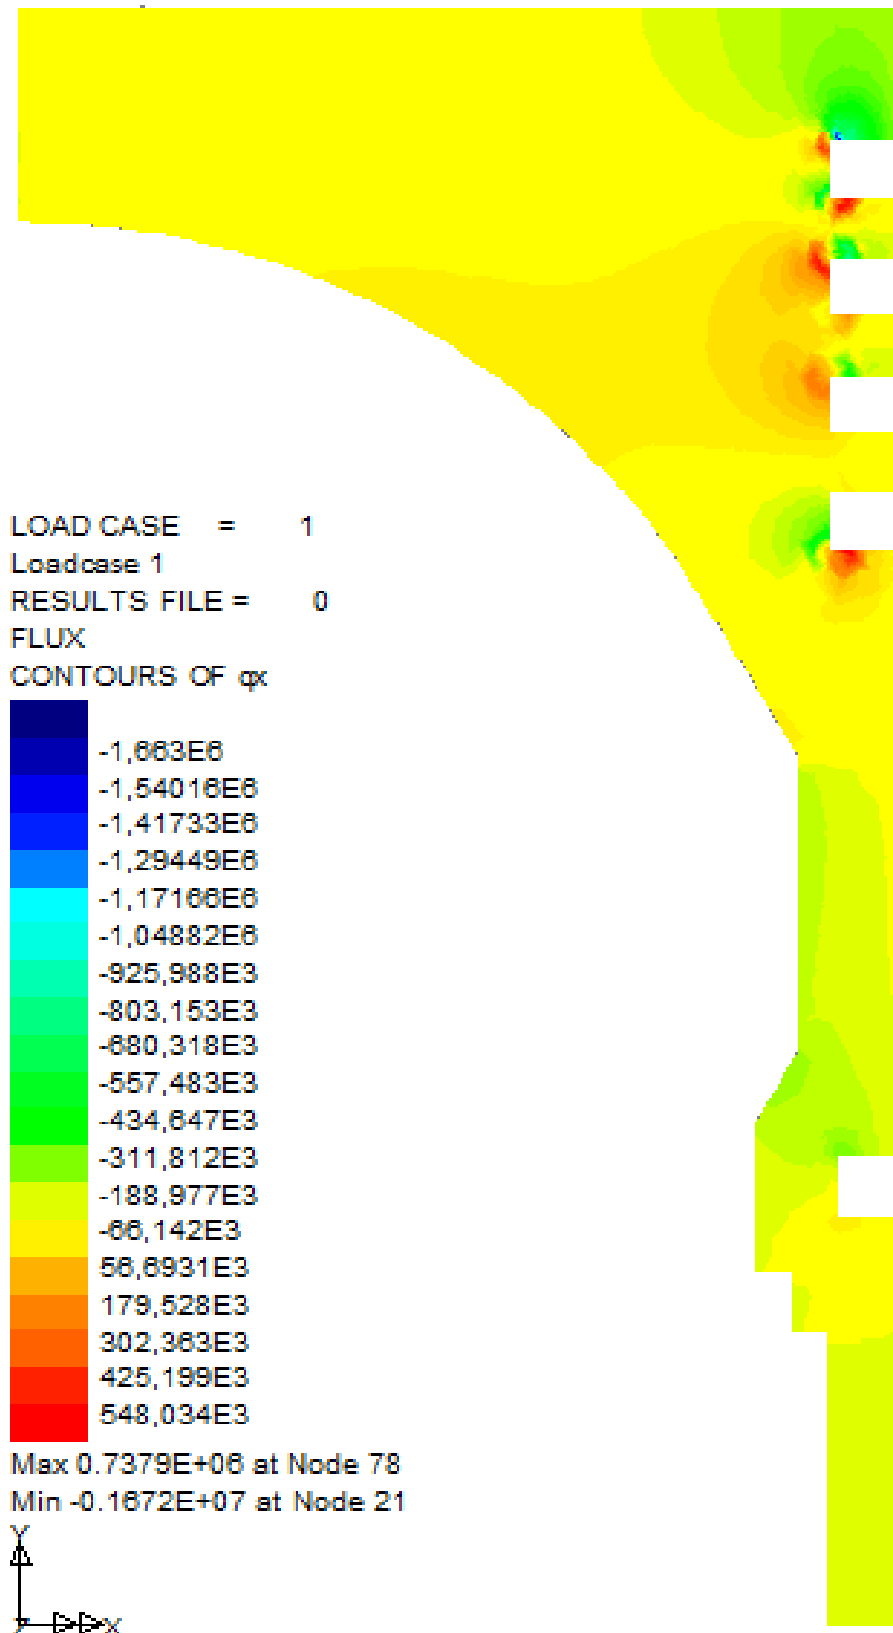 LOAD CASE = 1
Loadcase 1
RESULTS FILE = 0
FLUX
CONTOURS OF qx
-1,663E6
-1,54016E6
-1,41733E6
-1,29449E6
-1,17166E6
-1,04882E6
-925,988E3
-803,153E3
-680,318E3
-557,483E3
-434,647E3
-311,812E3
-188,977E3
-66,142E3
56,6931E3
179,528E3
302,363E3
425,199E3
548,034E3
Max 0.7379E+06 at Node 78
Min -0.1672E+07 at Node 21
Y
Z X